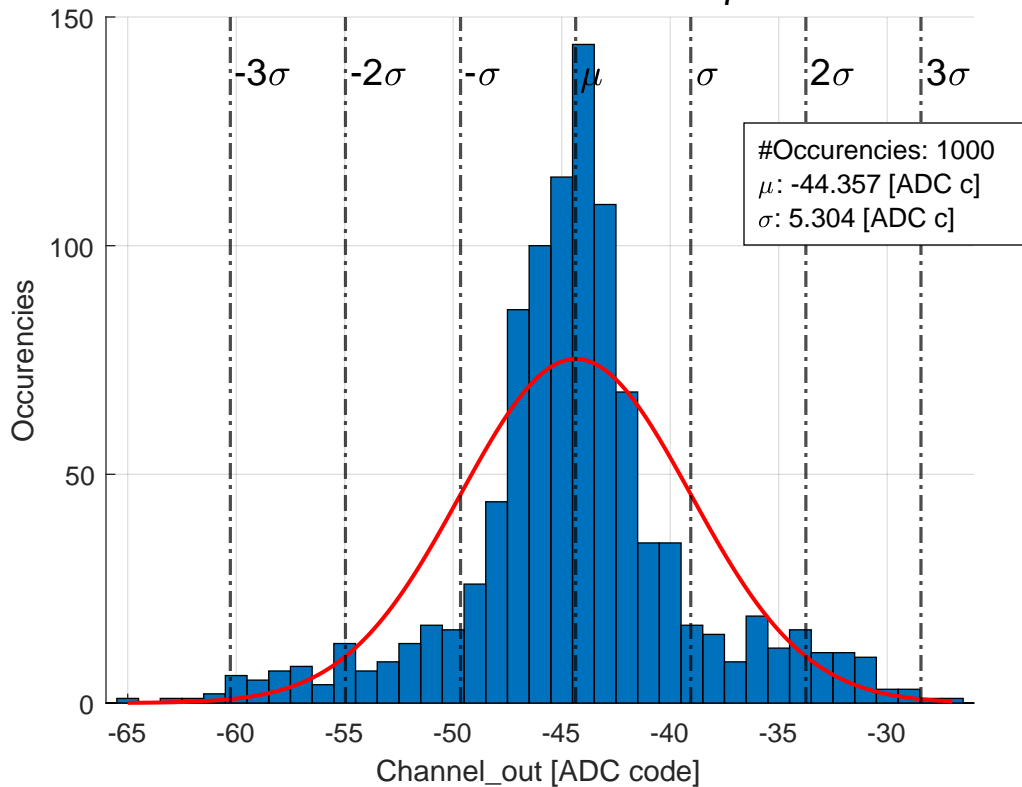 150
-3σ
-2σ
-σ
μ
σ
2σ
3σ
#Occurencies: 1000
μ: -44.357 [ADC c]
σ: 5.304 [ADC c]
100
Occurencies
50
0
-65
-60
-55
-50
-45
-40
-35
-30
Channel_out [ADC code]